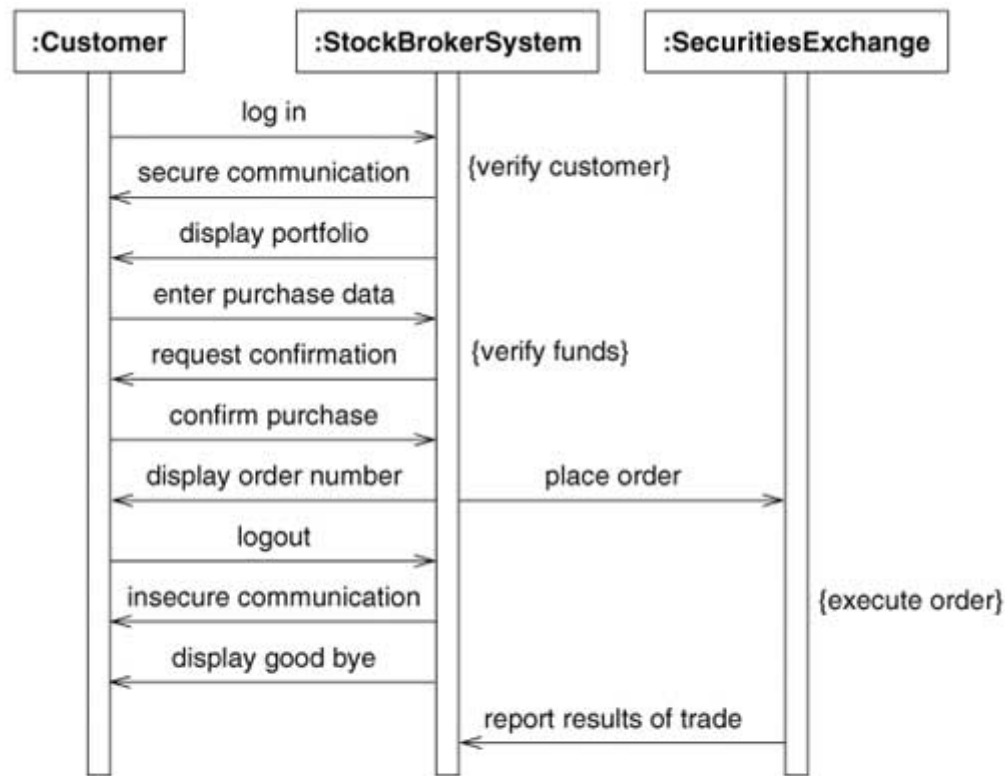 :Customer
:StockBrokerSystem
:SecuritiesExchange
log in
{verify customer}
secure communication
display portfolio
enter purchase data
{verify funds}
request confirmation
confirm purchase
display order number
place order
logout
insecure communication
{execute order}
display good bye
report results of trade